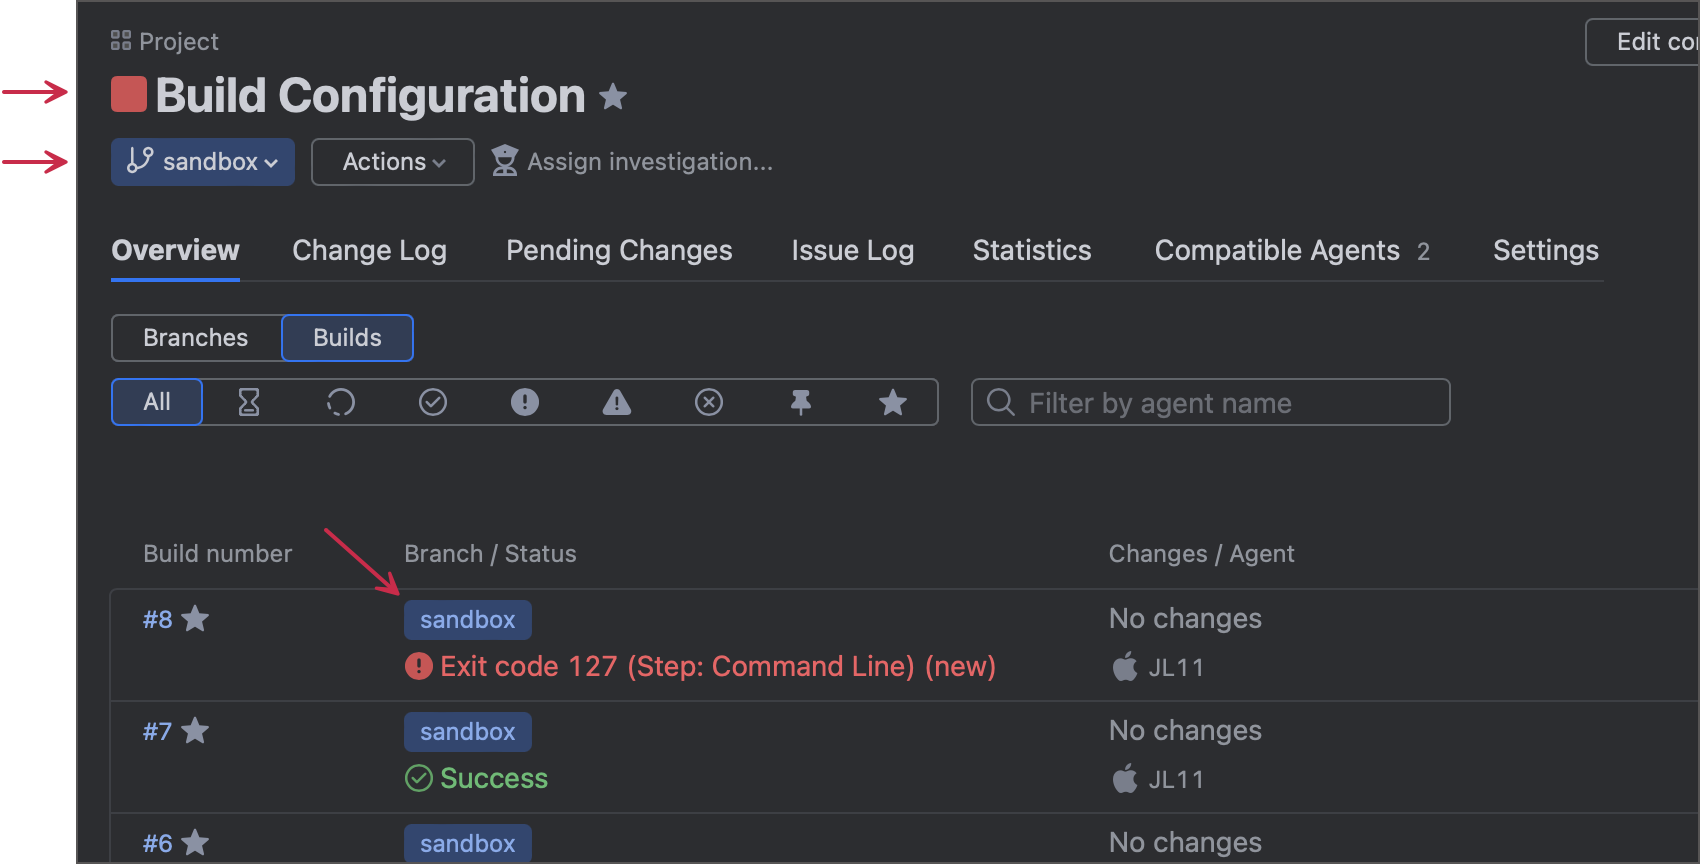 Project
Edit co
Build Configuration
sandbox Actions Assign investigation...
Overview Change Log Pending Changes Issue Log Statistics Compatible Agents 2 Settings
Branches Builds
All Filter by agent name
Build number Branch / Status Changes / Agent
#8 sandbox No changes
Exit code 127 (Step: Command Line) (new) JL11
#7 sandbox No changes
Success JL11
#6 sandbox No changes